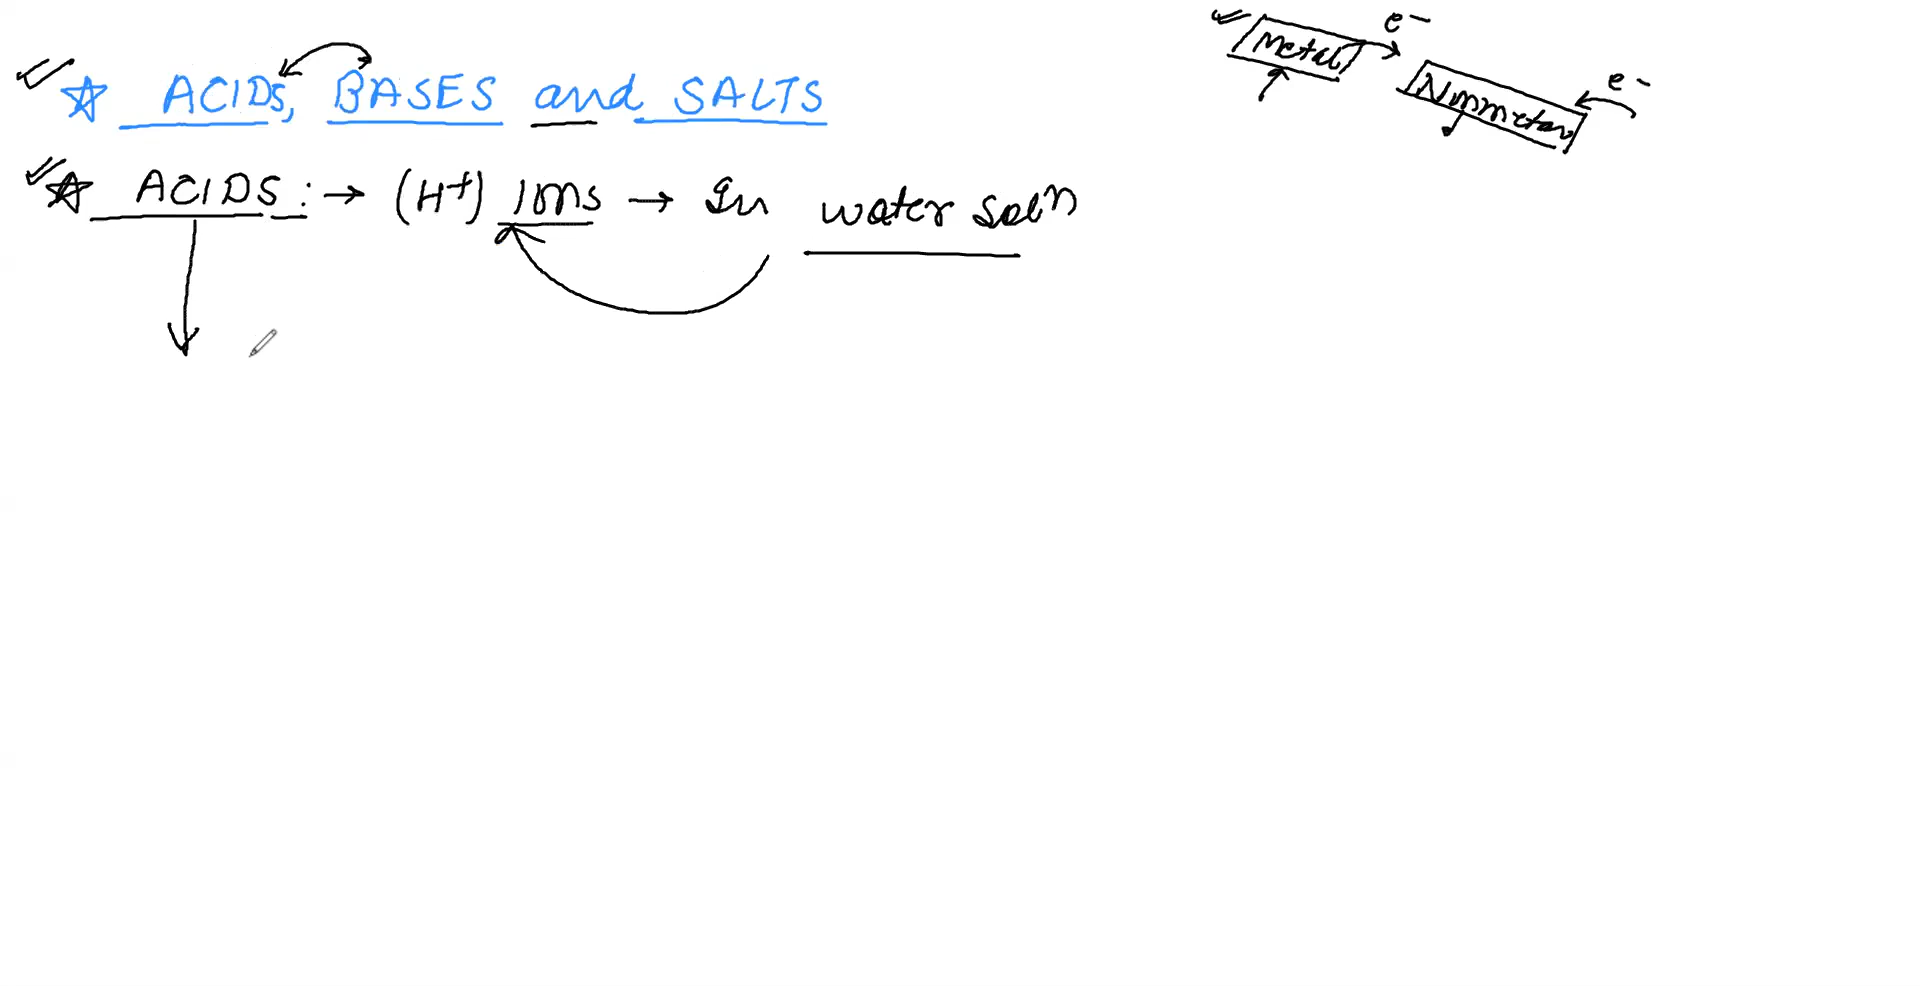 ACIDS, BASES and SALTS
ACIDS : → (H+) Ions → In water soln
Metal e-
Nonmetal e-